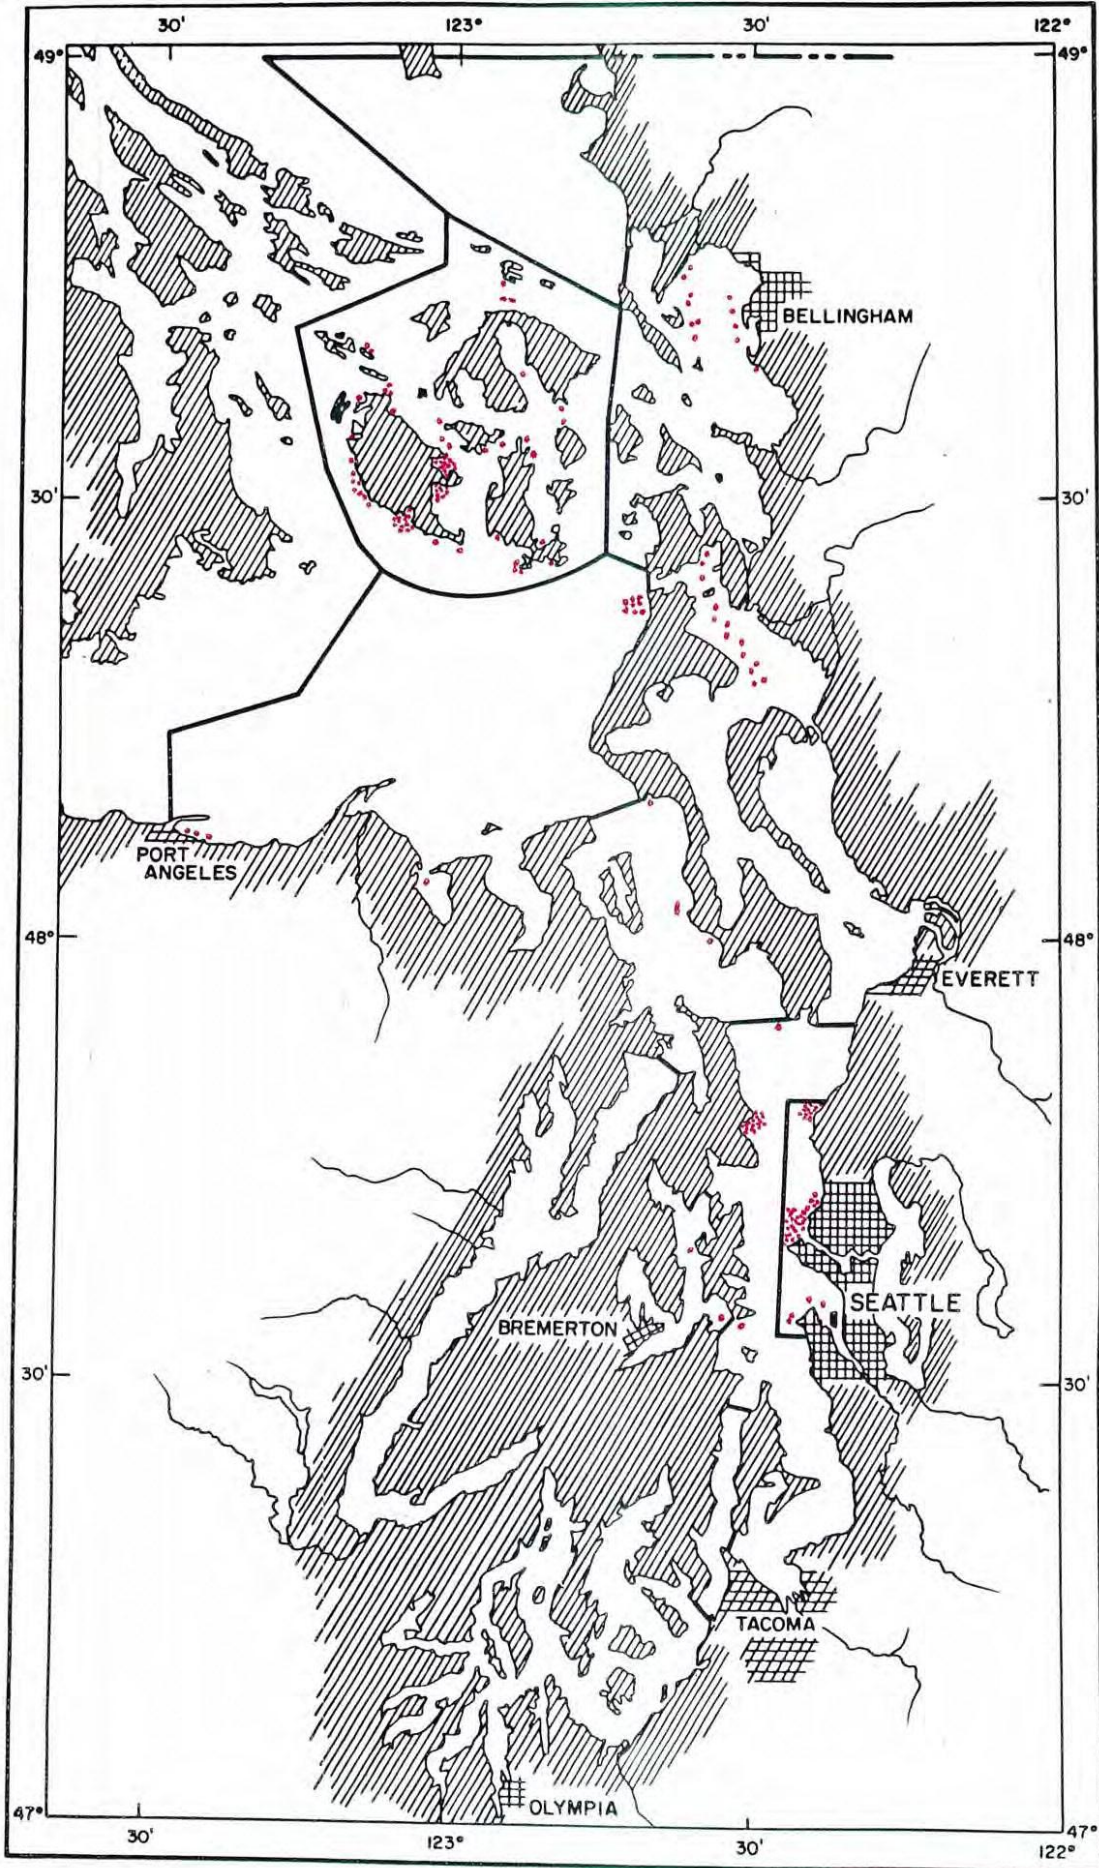 30' 123° 30' 122°
49° 49°
BELLINGHAM
30' 30'
PORT
ANGELES
48° 48°
EVERETT
SEATTLE
BREMERTON
30' 30'
TACOMA
OLYMPIA
47° 47°
30' 123° 30' 122°